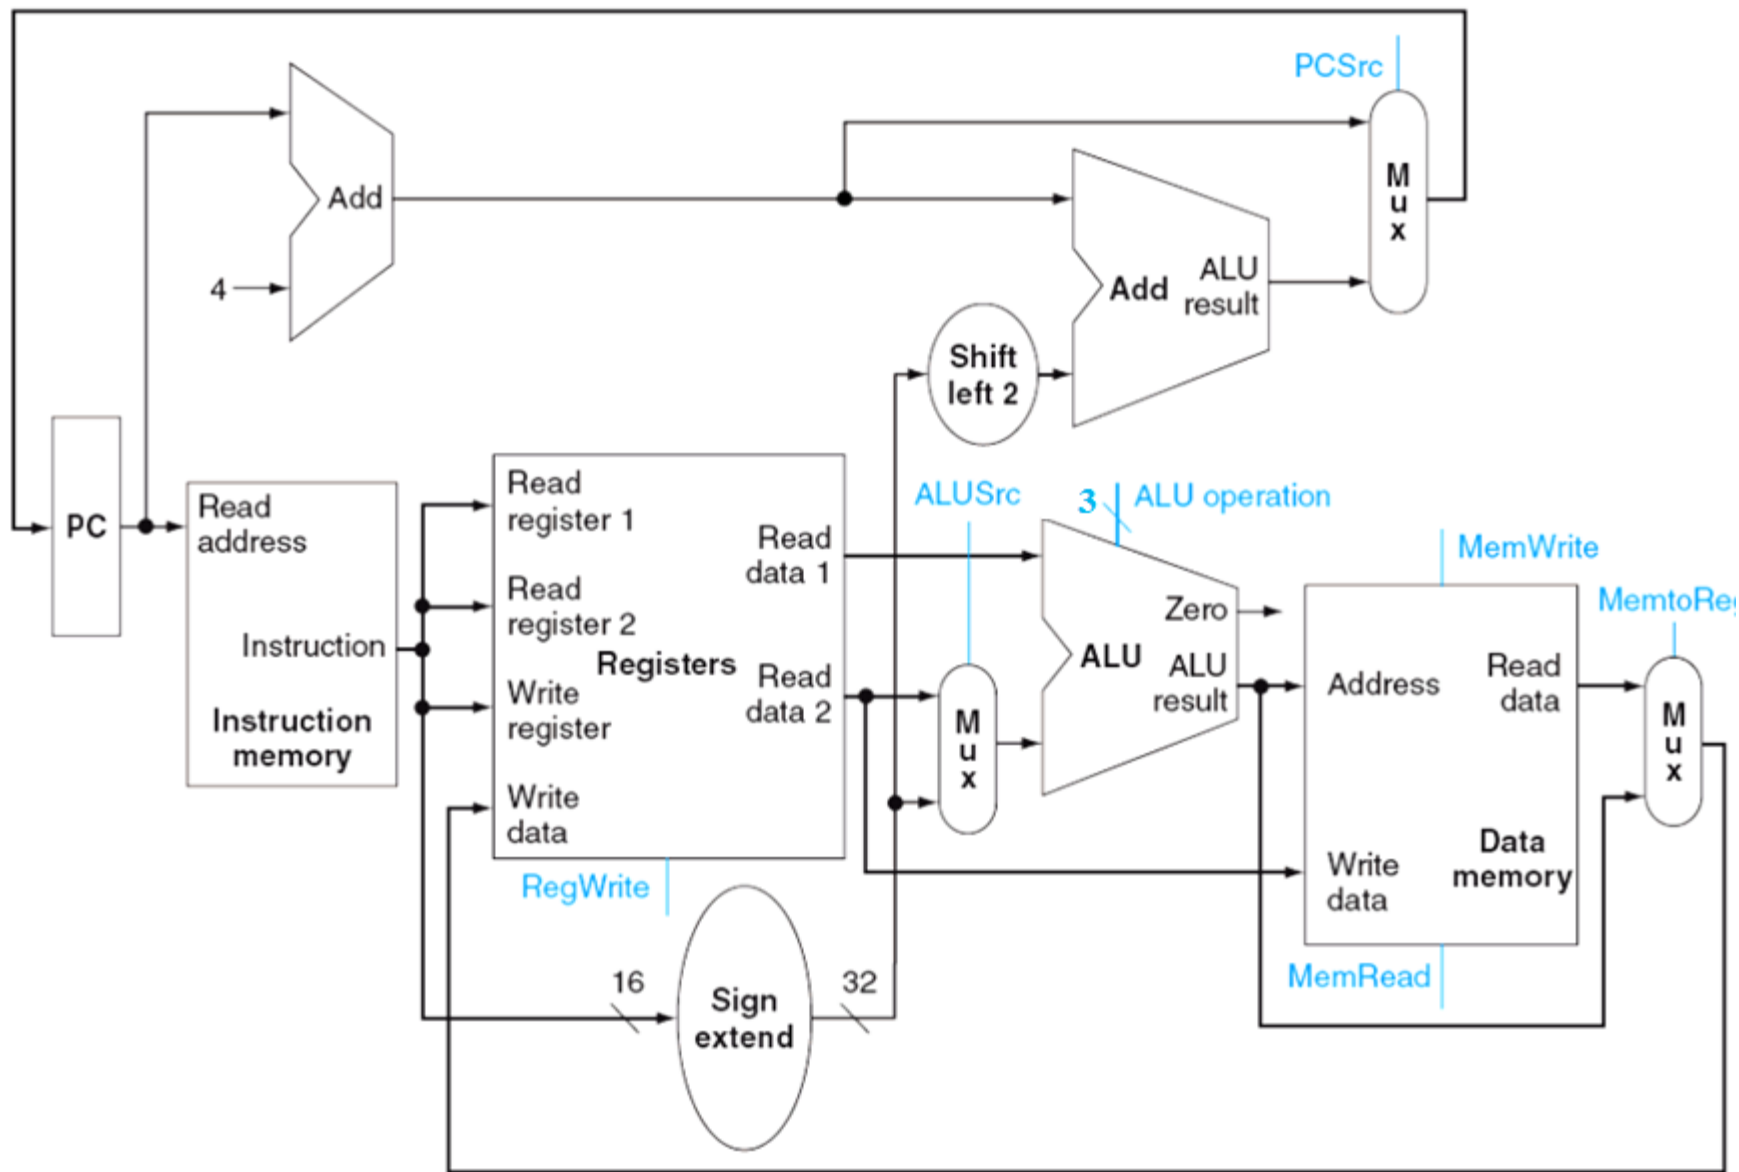 PCSrc
M
u
x
Add
4
Add
ALU
result
Shift
left 2
PC
Read
address
Instruction
Instruction
memory
Read
register 1
Read
register 2
Write
register
Write
data
Registers
Read
data 1
Read
data 2
RegWrite
16
Sign
extend
32
ALUSrc
M
u
x
3
ALU operation
Zero
ALU
ALU
result
MemWrite
Address
Read
data
Write
data
Data
memory
MemRead
MemtoReg
M
u
x